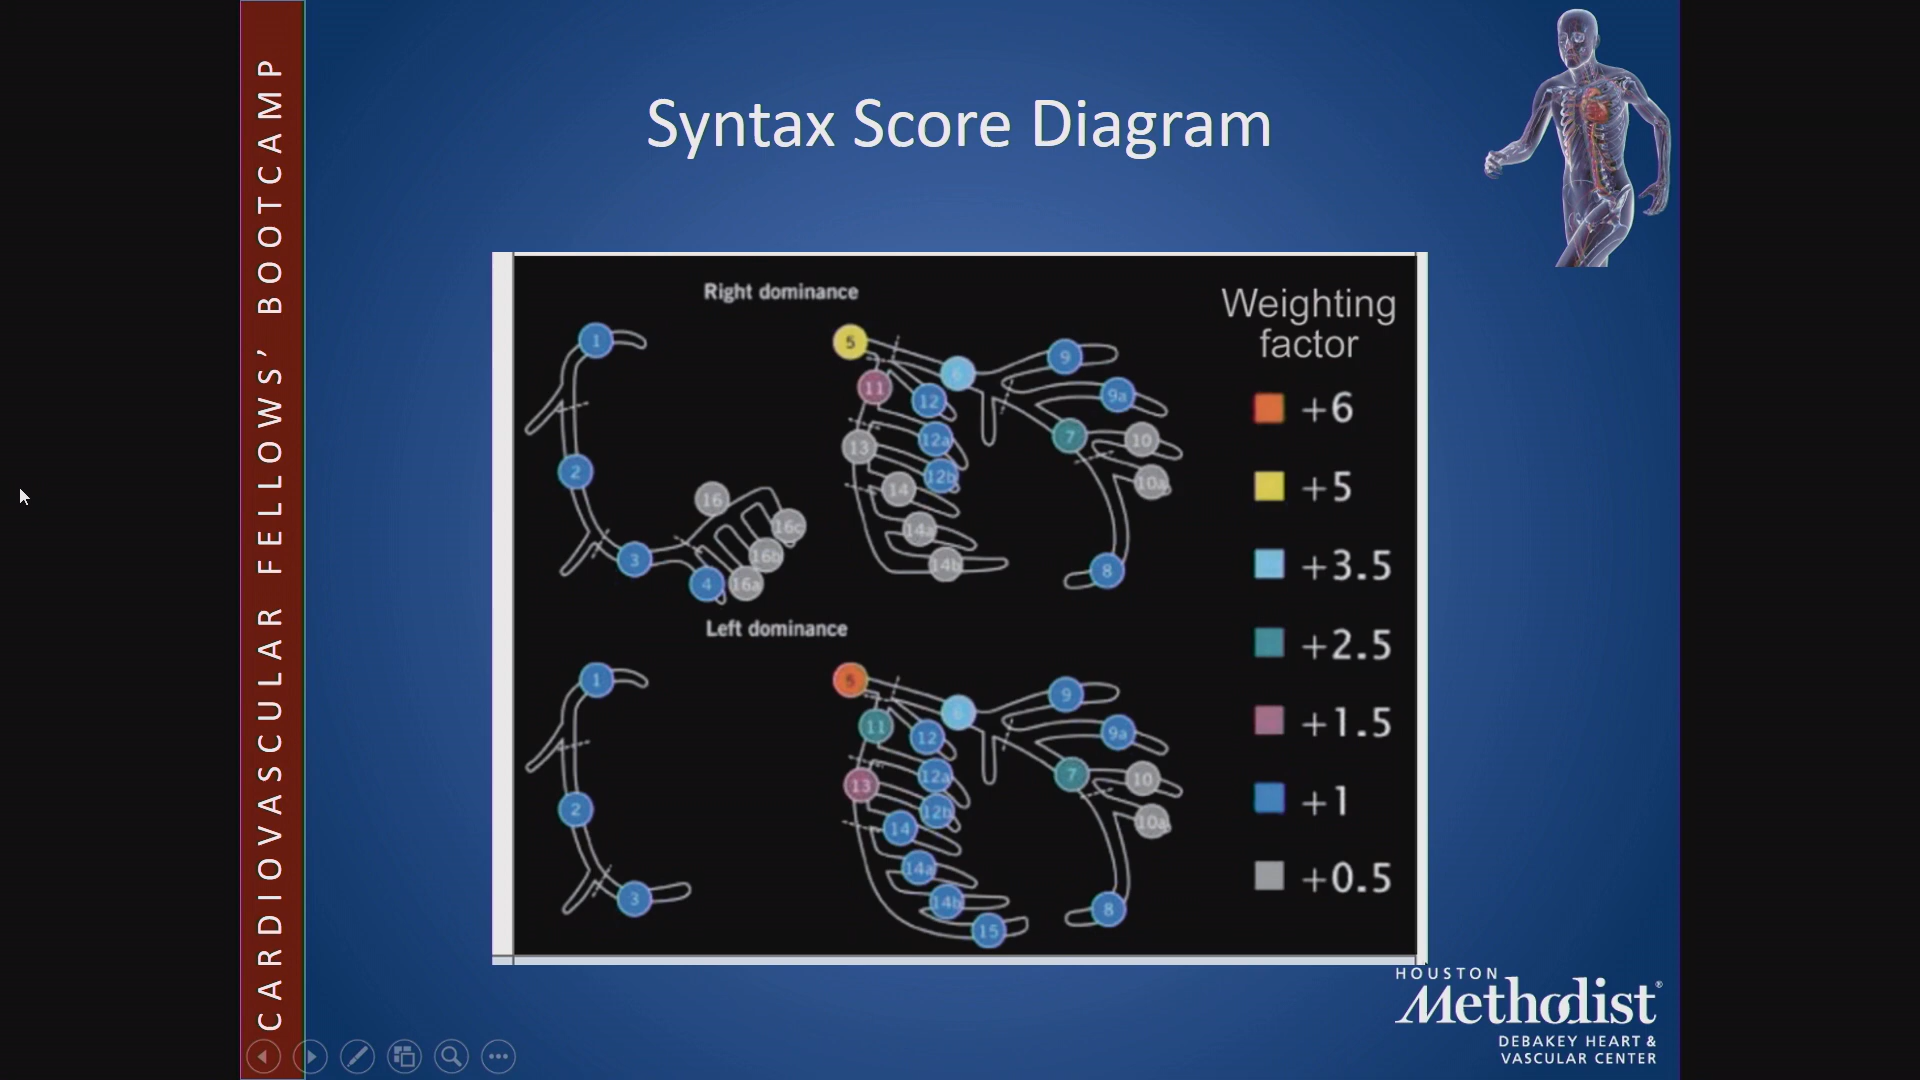 CARDIOVASCULAR FELLOWS' BOOTCAMP
Syntax Score Diagram
Right dominance
1
2
3
4
16
16a
16b
16c
5
6
11
12
12a
12b
13
14
14a
14b
9
9a
7
10
10a
8
Left dominance
1
2
3
5
6
11
12
12a
12b
13
14
14a
14b
15
9
9a
7
10
10a
8
Weighting
factor
+6
+5
+3.5
+2.5
+1.5
+1
+0.5
HOUSTON
Methodist®
DEBAKEY HEART &
VASCULAR CENTER